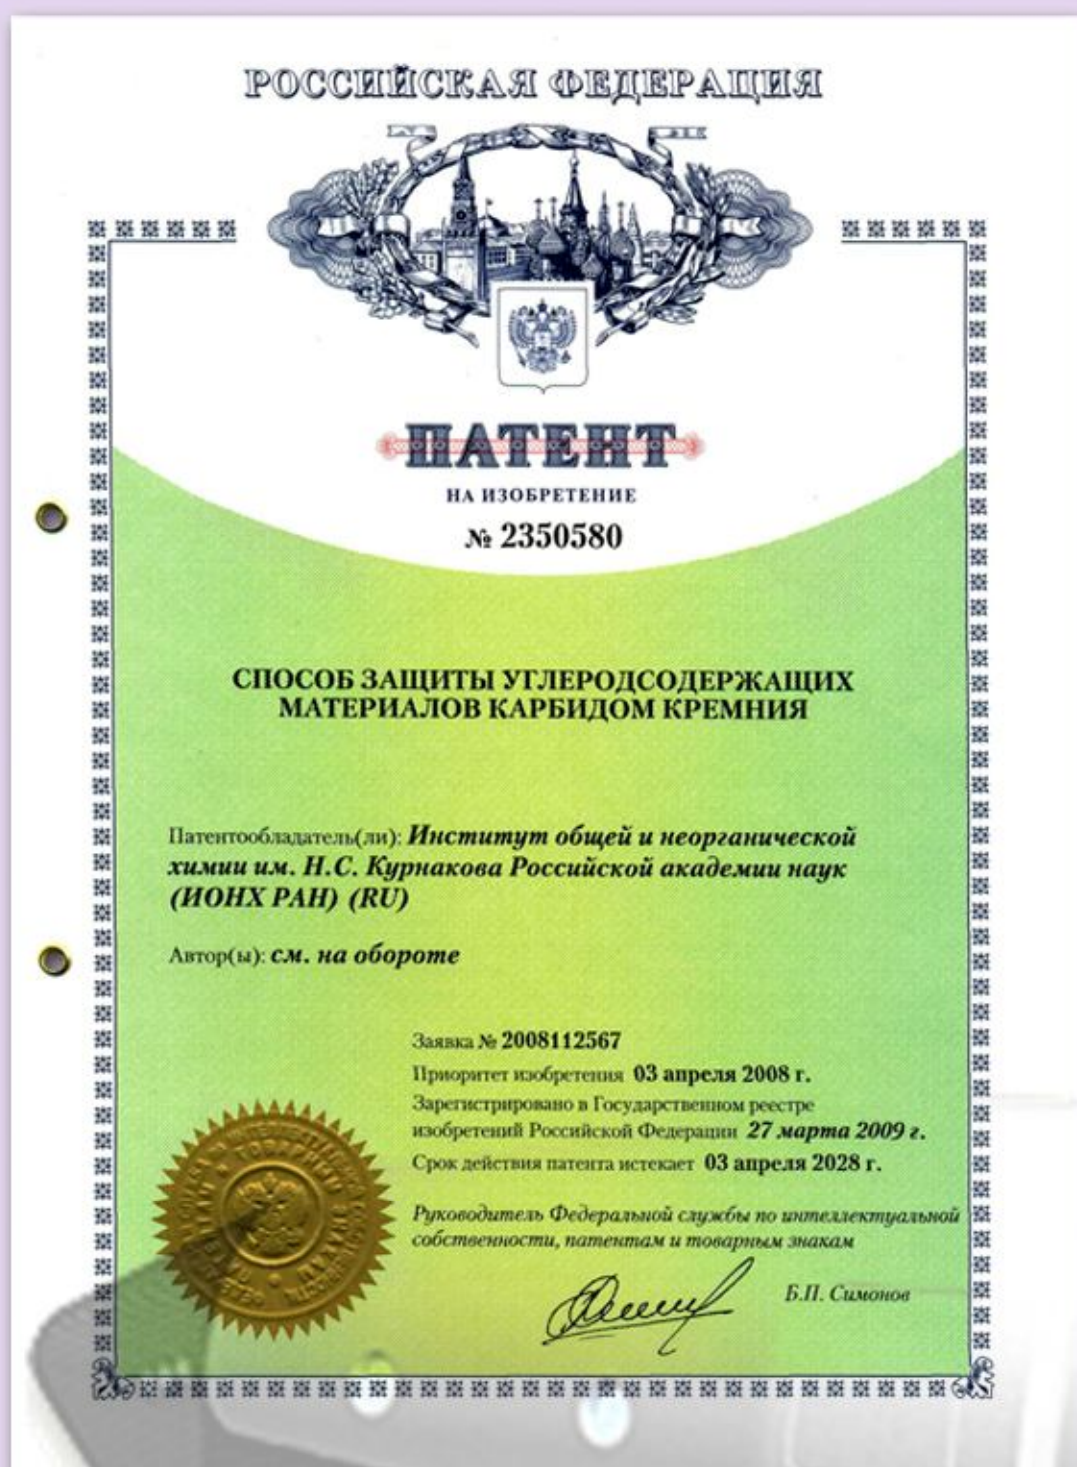 РОССИЙСКАЯ ФЕДЕРАЦИЯ
ПАТЕНТ
НА ИЗОБРЕТЕНИЕ
№ 2350580
СПОСОБ ЗАЩИТЫ УГЛЕРОДСОДЕРЖАЩИХ
МАТЕРИАЛОВ КАРБИДОМ КРЕМНИЯ
Патентообладатель(ли): Институт общей и неорганической
химии им. Н.С. Курнакова Российской академии наук
(ИОНХ РАН) (RU)
Автор(ы): см. на обороте
Заявка № 2008112567
Приоритет изобретения 03 апреля 2008 г.
Зарегистрировано в Государственном реестре
изобретений Российской Федерации 27 марта 2009 г.
Срок действия патента истекает 03 апреля 2028 г.
Руководитель Федеральной службы по интеллектуальной
собственности, патентам и товарным знакам
Б.П. Симонов